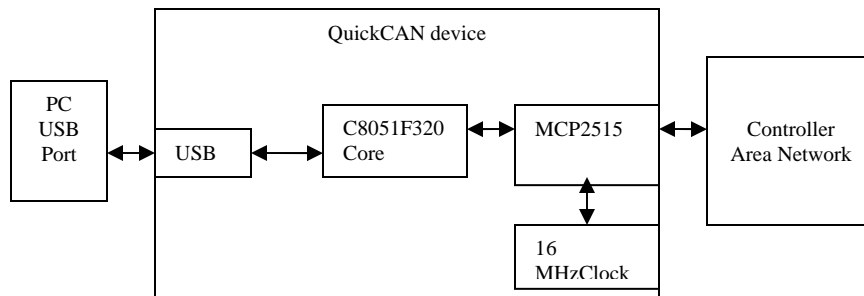 QuickCAN device
PC
USB
Port
USB
C8051F320
Core
MCP2515
Controller
Area Network
16
MHzClock